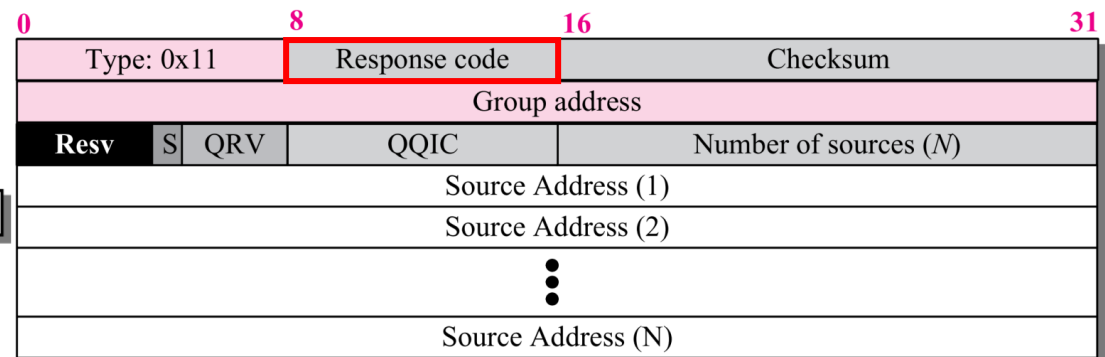 0 8 16 31
Type: 0x11 Response code Checksum
Group address
Resv S QRV QQIC Number of sources (N)
Source Address (1)
Source Address (2)
Source Address (N)